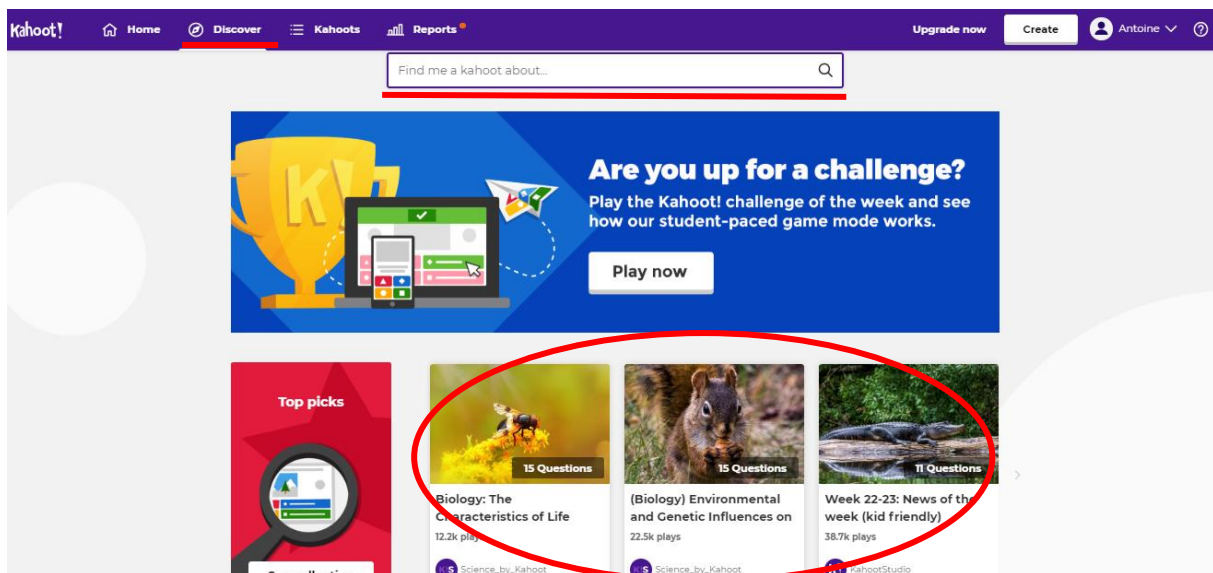 Kahoot! Home Discover Kahoots Reports Upgrade now Create Antoine
Find me a kahoot about...
Are you up for a challenge?
Play the Kahoot! challenge of the week and see
how our student-paced game mode works.
Play now
Top picks
15 Questions
Biology: The
Characteristics of Life
12.2k plays
K!S Science_by_Kahoot
15 Questions
(Biology) Environmental
and Genetic Influences on
22.5k plays
K!S Science_by_Kahoot
11 Questions
Week 22-23: News of the
week (kid friendly)
38.7k plays
KahootStudio